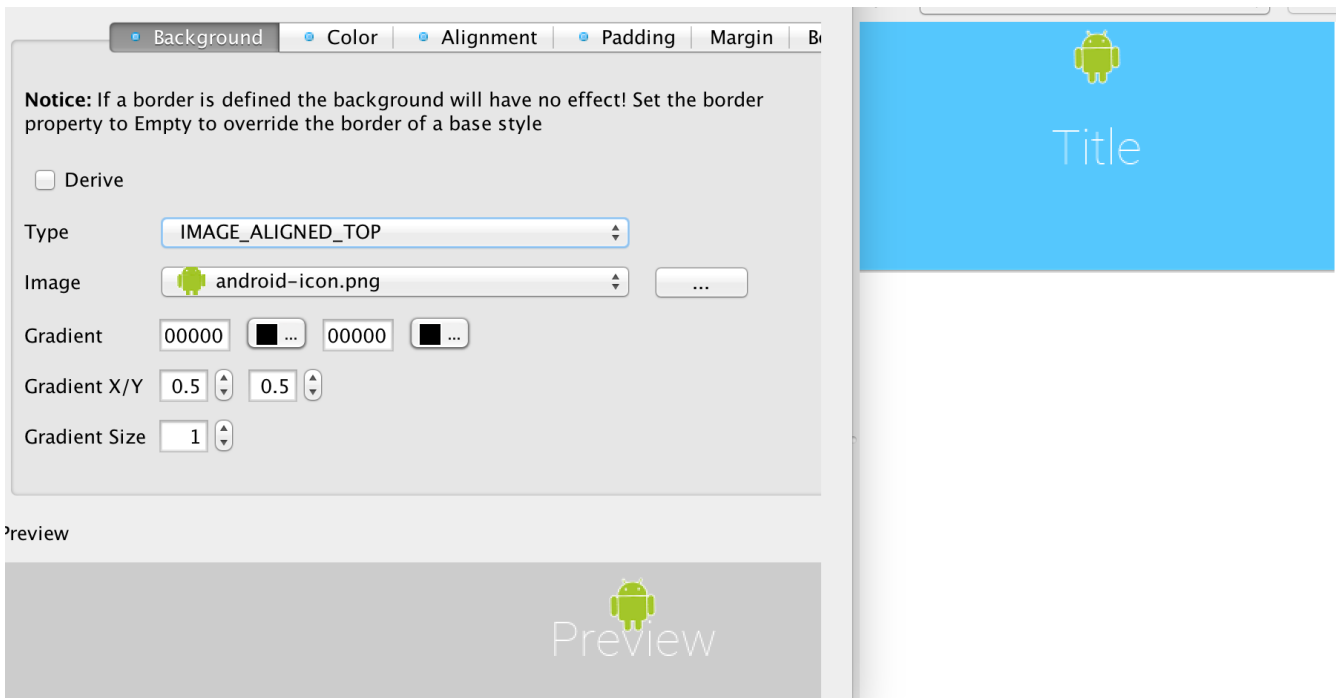 Background Color Alignment Padding Margin
Notice: If a border is defined the background will have no effect! Set the border
property to Empty to override the border of a base style
Derive
Type IMAGE_ALIGNED_TOP
Image android-icon.png ...
Gradient 00000 ... 00000 ...
Gradient X/Y 0.5 0.5
Gradient Size 1
Preview
Preview
Title